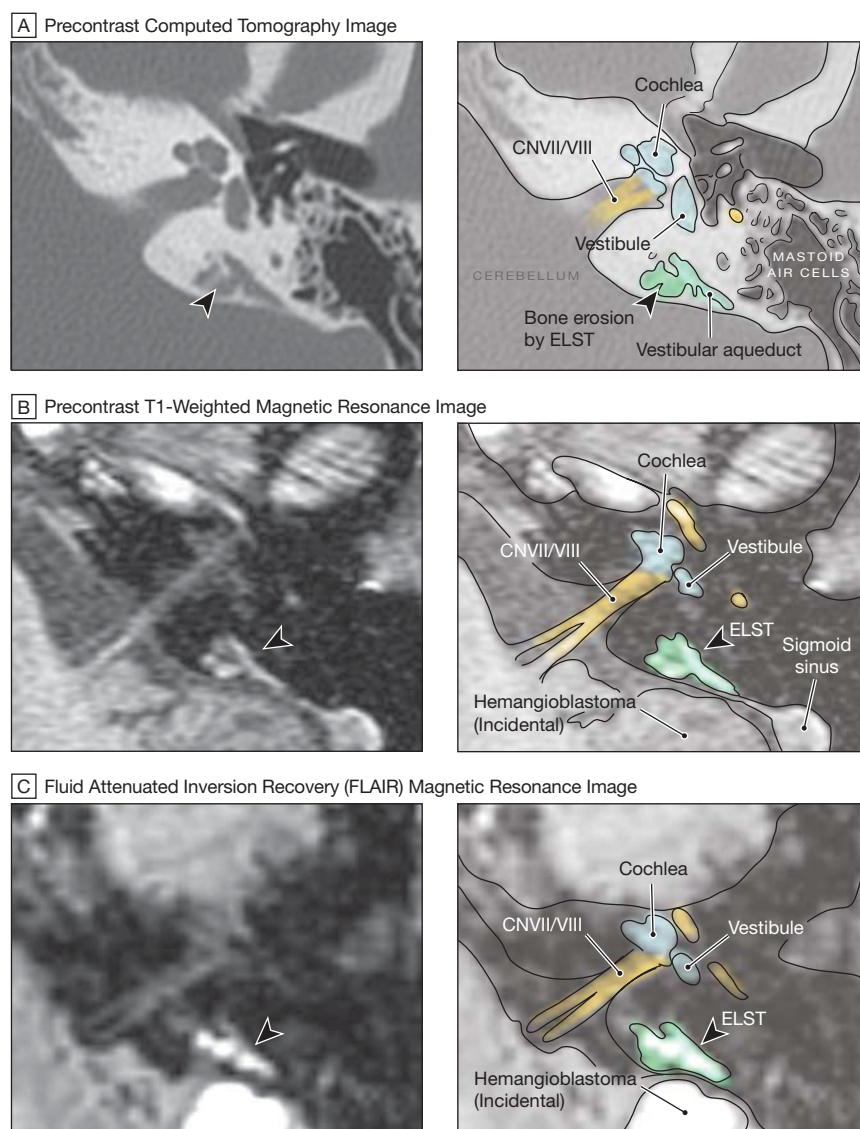 A Precontrast Computed Tomography Image
Cochlea
CNVII/VIII
Vestibule
MASTOID
AIR CELLS
CEREBELLUM
Bone erosion
by ELST
Vestibular aqueduct
B Precontrast T1-Weighted Magnetic Resonance Image
Cochlea
CNVII/VIII
Vestibule
ELST
Sigmoid
sinus
Hemangioblastoma
(Incidental)
C Fluid Attenuated Inversion Recovery (FLAIR) Magnetic Resonance Image
Cochlea
CNVII/VIII
Vestibule
ELST
Hemangioblastoma
(Incidental)